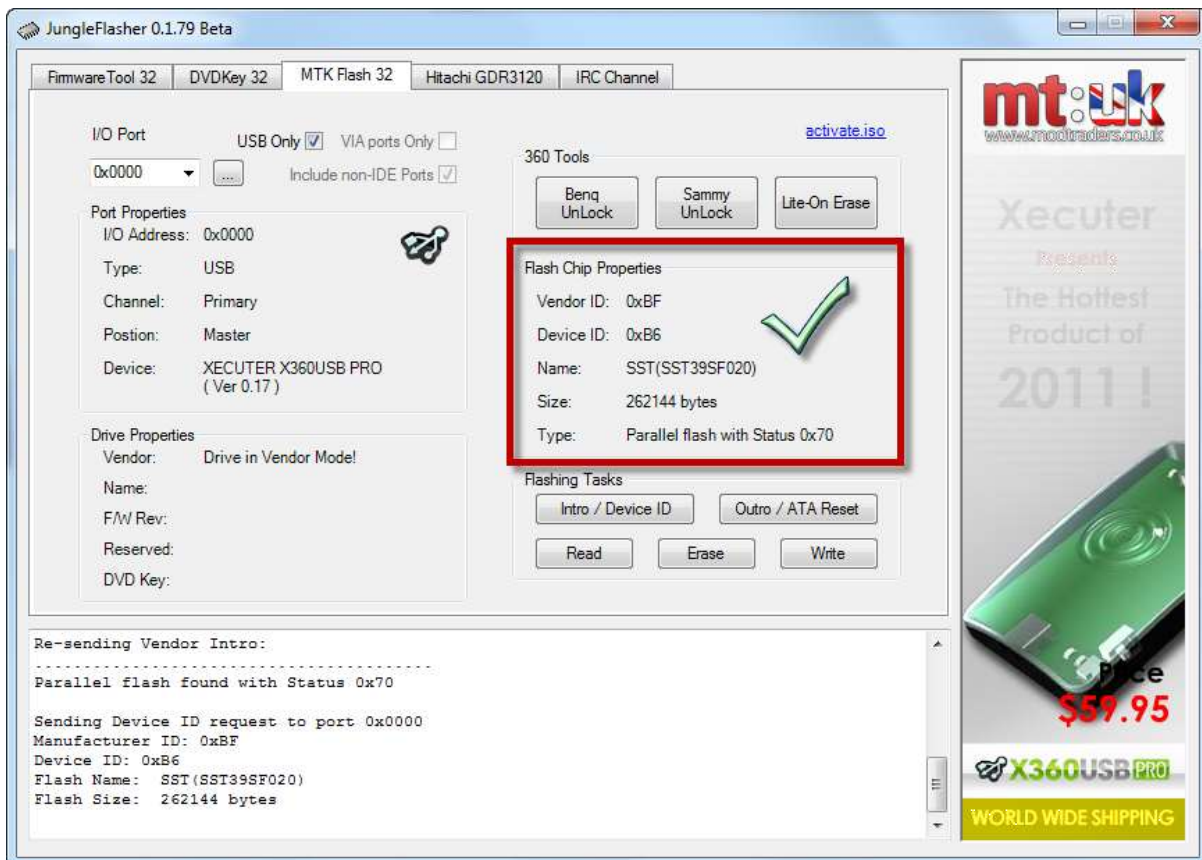 JungleFlasher 0.1.79 Beta
FirmwareTool 32
DVDKey 32
MTK Flash 32
Hitachi GDR3120
IRC Channel
I/O Port
USB Only
VIA ports Only
0x0000
...
Include non-IDE Ports
Port Properties
I/O Address: 0x0000
Type: USB
Channel: Primary
Postion: Master
Device: XECUTER X360USB PRO
( Ver 0.17 )
Drive Properties
Vendor: Drive in Vendor Mode!
Name:
F/W Rev:
Reserved:
DVD Key:
activate.iso
360 Tools
Benq
UnLock
Sammy
UnLock
Lite-On Erase
Flash Chip Properties
Vendor ID: 0xBF
Device ID: 0xB6
Name: SST(SST39SF020)
Size: 262144 bytes
Type: Parallel flash with Status 0x70
Flashing Tasks
Intro / Device ID
Outro / ATA Reset
Read
Erase
Write
Re-sending Vendor Intro:
Parallel flash found with Status 0x70
Sending Device ID request to port 0x0000
Manufacturer ID: 0xBF
Device ID: 0xB6
Flash Name: SST(SST39SF020)
Flash Size: 262144 bytes
mt:uk
www.modtraders.co.uk
Xecuter
Presents
The Hottest
Product of
2011 !
Price
$59.95
X360USB PRO
WORLD WIDE SHIPPING